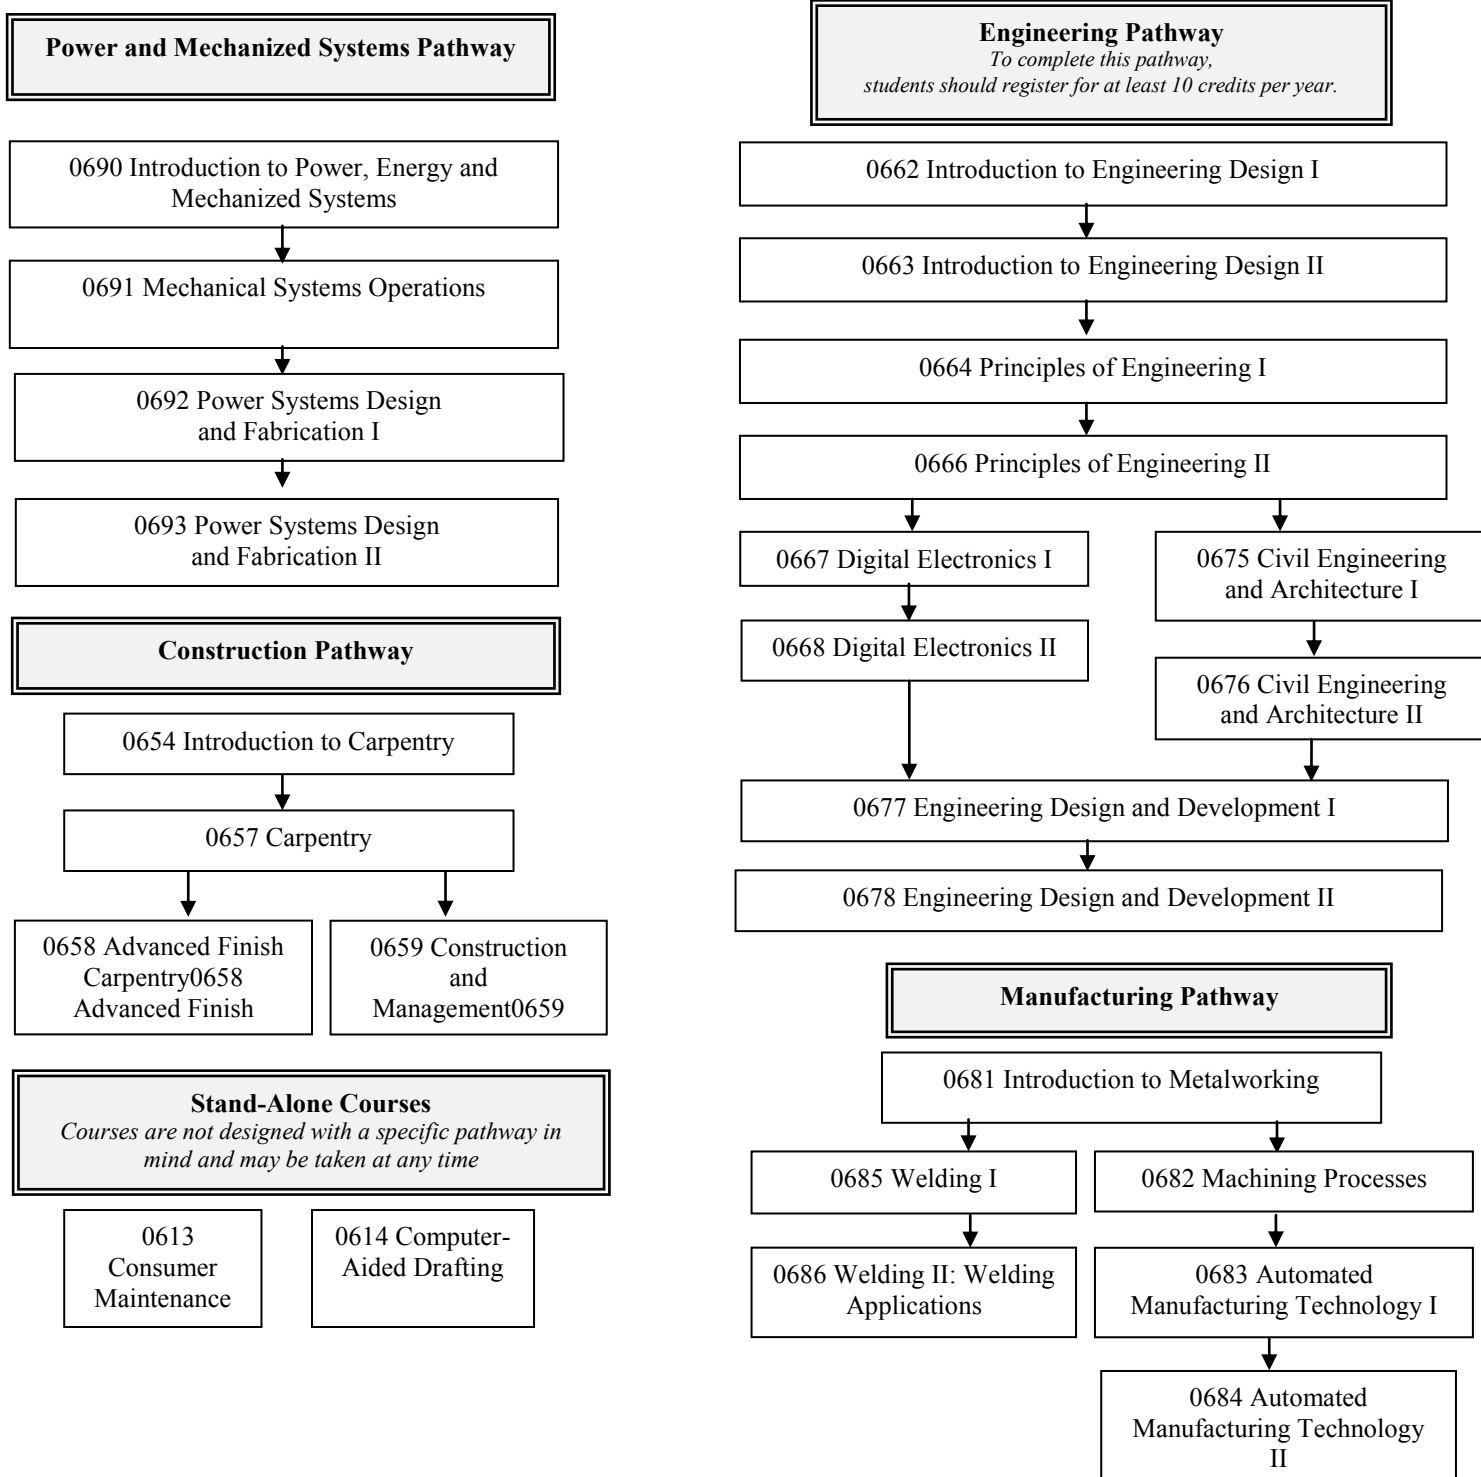 Power and Mechanized Systems Pathway
0690 Introduction to Power, Energy and
Mechanized Systems
0691 Mechanical Systems Operations
0692 Power Systems Design
and Fabrication I
0693 Power Systems Design
and Fabrication II
Construction Pathway
0654 Introduction to Carpentry
0657 Carpentry
0658 Advanced Finish
Carpentry0658
Advanced Finish
0659 Construction
and
Management0659
Stand-Alone Courses
Courses are not designed with a specific pathway in
mind and may be taken at any time
0613
Consumer
Maintenance
0614 Computer-
Aided Drafting
Engineering Pathway
To complete this pathway,
students should register for at least 10 credits per year.
0662 Introduction to Engineering Design I
0663 Introduction to Engineering Design II
0664 Principles of Engineering I
0666 Principles of Engineering II
0667 Digital Electronics I
0668 Digital Electronics II
0675 Civil Engineering
and Architecture I
0676 Civil Engineering
and Architecture II
0677 Engineering Design and Development I
0678 Engineering Design and Development II
Manufacturing Pathway
0681 Introduction to Metalworking
0685 Welding I
0686 Welding II: Welding
Applications
0682 Machining Processes
0683 Automated
Manufacturing Technology I
0684 Automated
Manufacturing Technology
II